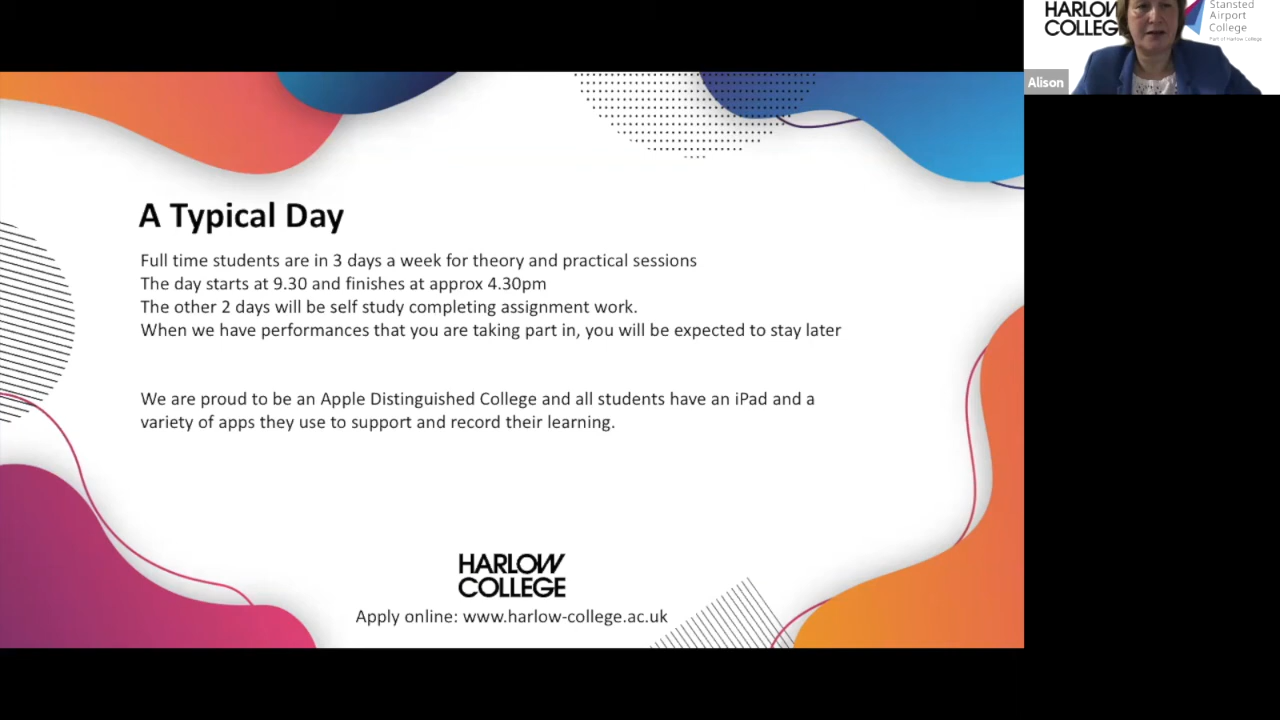 HARLOW
COLLEGE
Stansted
Airport
College
Part of Harlow College
Alison
A Typical Day
Full time students are in 3 days a week for theory and practical sessions
The day starts at 9.30 and finishes at approx 4.30pm
The other 2 days will be self study completing assignment work.
When we have performances that you are taking part in, you will be expected to stay later
We are proud to be an Apple Distinguished College and all students have an iPad and a
variety of apps they use to support and record their learning.
HARLOW
COLLEGE
Apply online: www.harlow-college.ac.uk